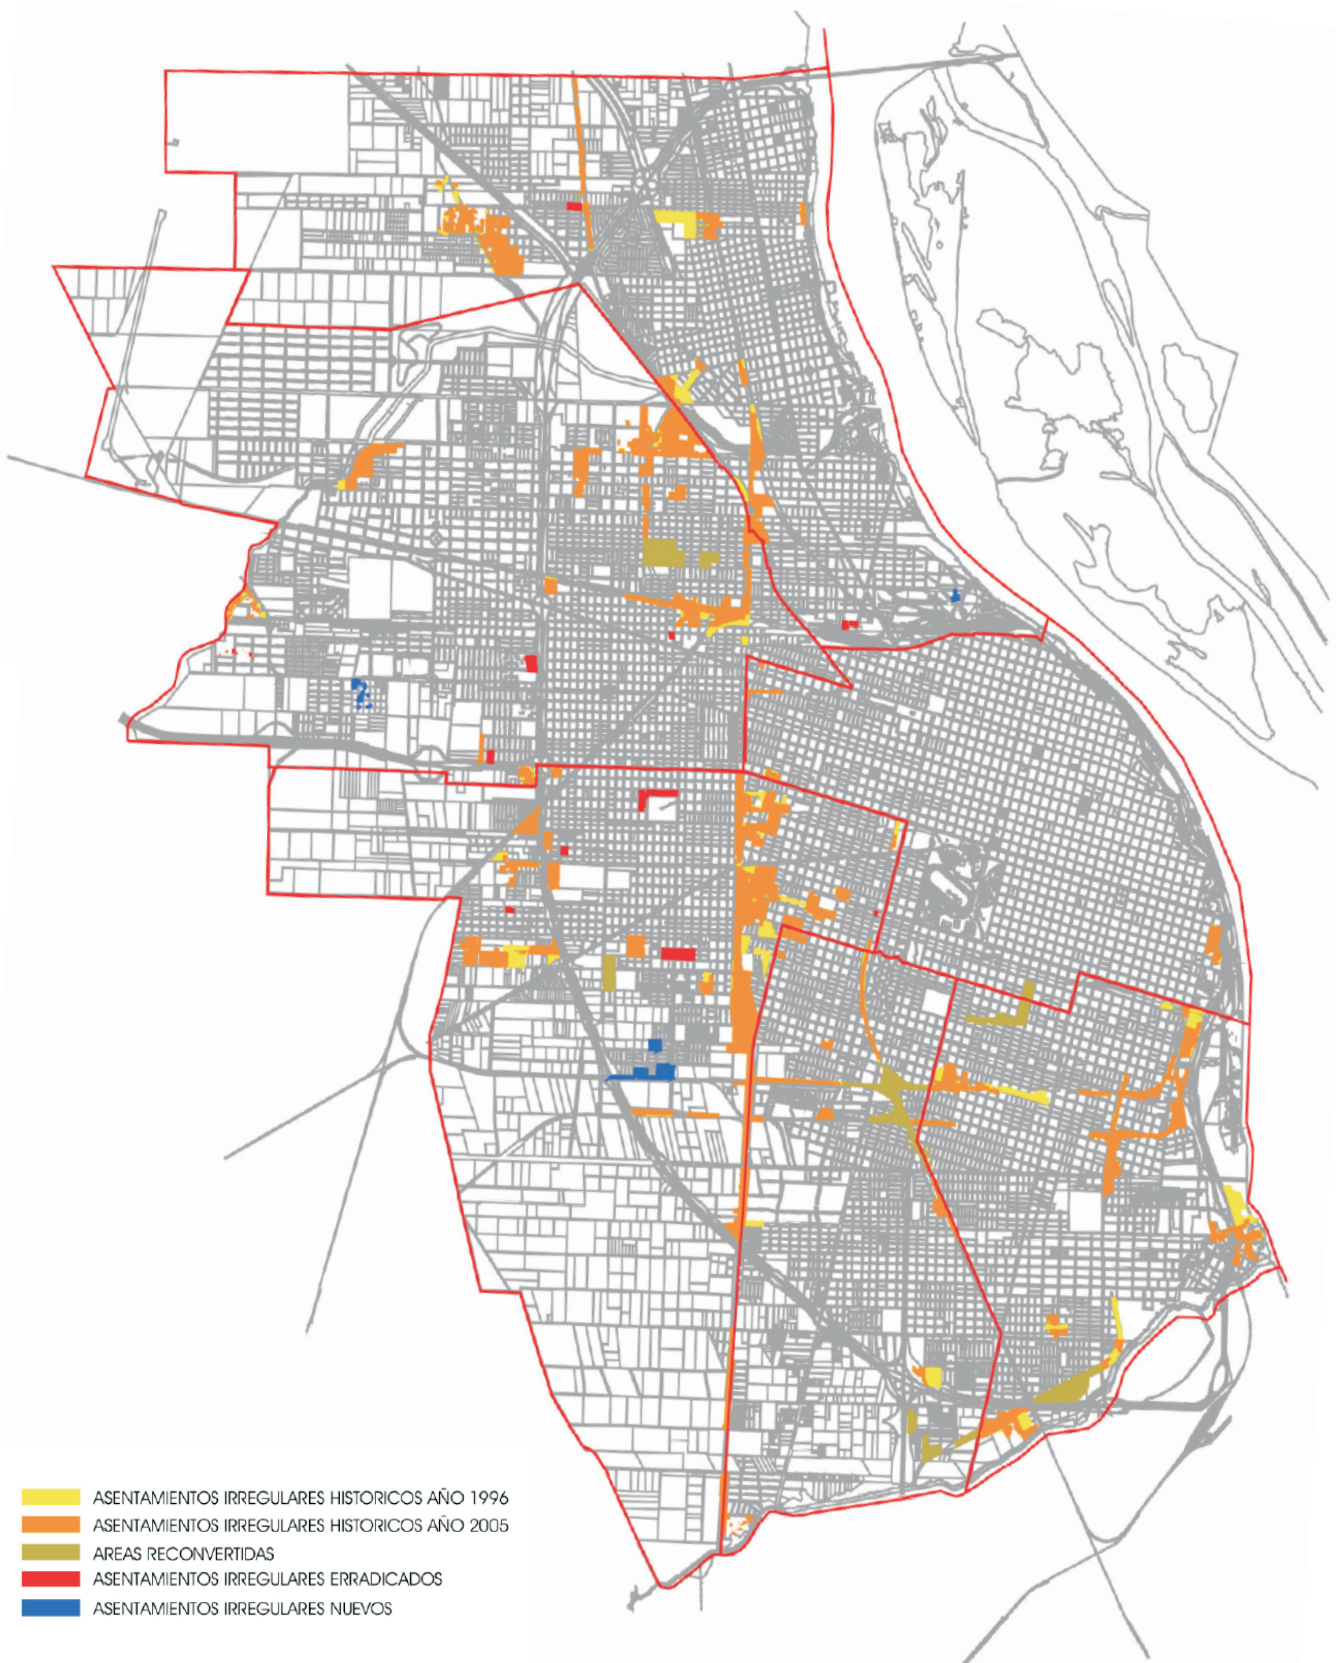 ASENTAMIENTOS IRREGULARES HISTORICOS AÑO 1996
ASENTAMIENTOS IRREGULARES HISTORICOS AÑO 2005
AREAS RECONVERTIDAS
ASENTAMIENTOS IRREGULARES ERRADICADOS
ASENTAMIENTOS IRREGULARES NUEVOS